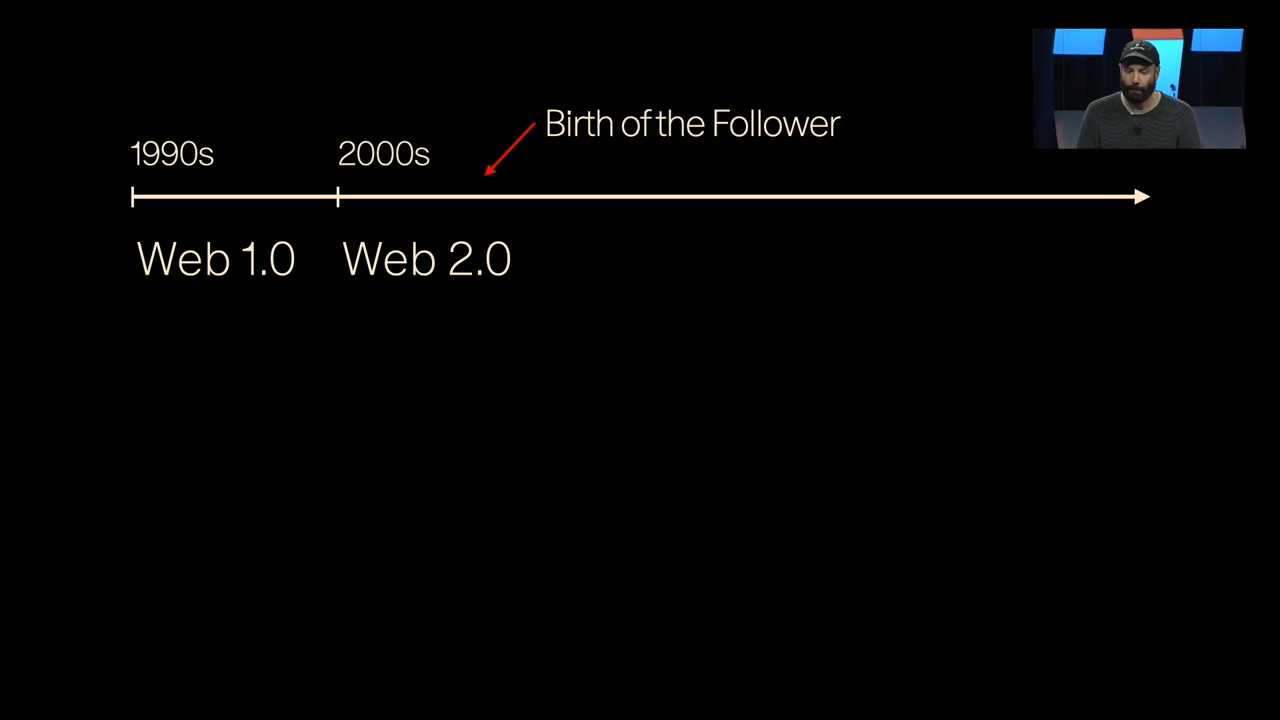 Birth of the Follower
1990s
2000s
Web 1.0
Web 2.0